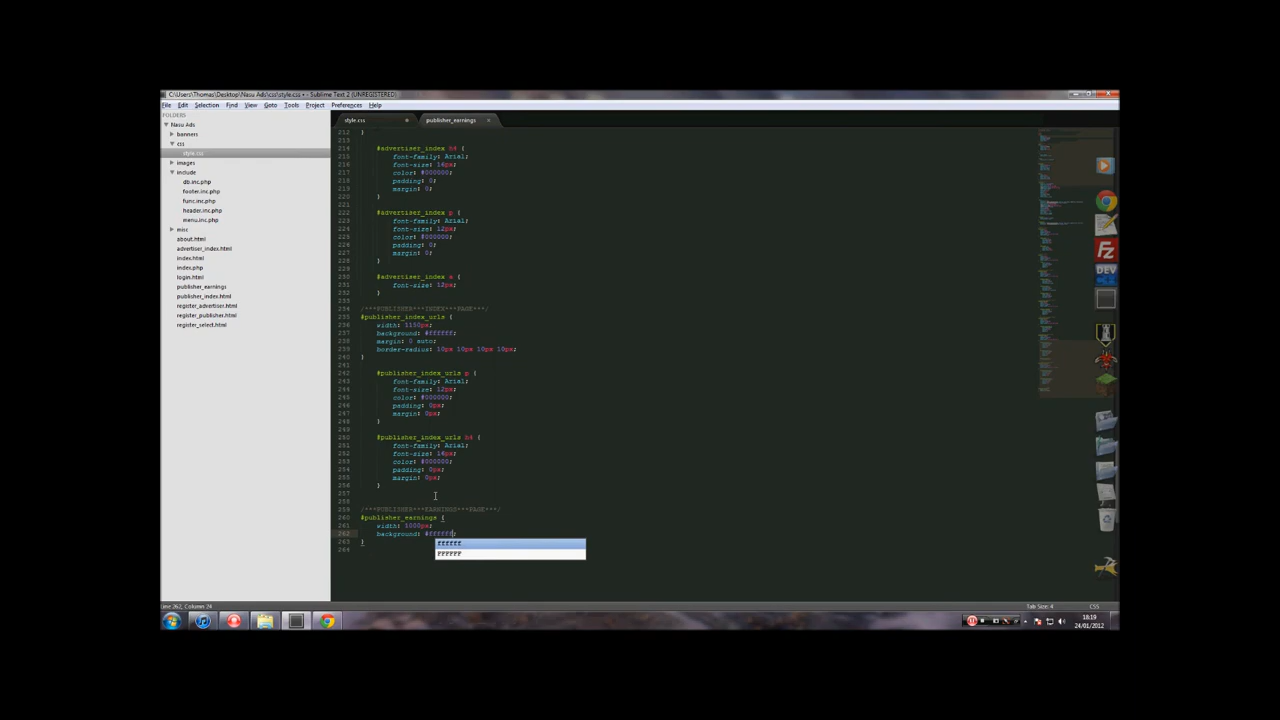 C:\Users\Thomas\Desktop\Nasu Ads\css\style.css • - Sublime Text 2 (UNREGISTERED)
File Edit Selection Find View Goto Tools Project Preferences Help
FOLDERS
Nasu Ads
banners
css
style.css
images
include
db.inc.php
footer.inc.php
func.inc.php
header.inc.php
menu.inc.php
misc
about.html
advertiser_index.html
index.html
index.php
login.html
publisher_earnings
publisher_index.html
register_advertiser.html
register_publisher.html
register_select.html
style.css publisher_earnings
212 }
213
214 #advertiser_index h4 {
215 font-family: Arial;
216 font-size: 14px;
217 color: #000000;
218 padding: 0;
219 margin: 0;
220 }
221
222 #advertiser_index p {
223 font-family: Arial;
224 font-size: 12px;
225 color: #000000;
226 padding: 0;
227 margin: 0;
228 }
229
230 #advertiser_index a {
231 font-size: 12px;
232 }
233
234 /***PUBLISHER***INDEX***PAGE***/
235 #publisher_index_urls {
236 width: 1150px;
237 background: #ffffff;
238 margin: 0 auto;
239 border-radius: 10px 10px 10px 10px;
240 }
241
242 #publisher_index_urls p {
243 font-family: Arial;
244 font-size: 12px;
245 color: #000000;
246 padding: 0px;
247 margin: 0px;
248 }
249
250 #publisher_index_urls h4 {
251 font-family: Arial;
252 font-size: 14px;
253 color: #000000;
254 padding: 0px;
255 margin: 0px;
256 }
257
258
259 /***PUBLISHER***EARNINGS***PAGE***/
260 #publisher_earnings {
261 width: 1000px;
262 background: #ffffff;
263 }
264
ffffff
FFFFFF
Line 262, Column 24
Tab Size: 4 CSS
DEV
18:19
24/01/2012